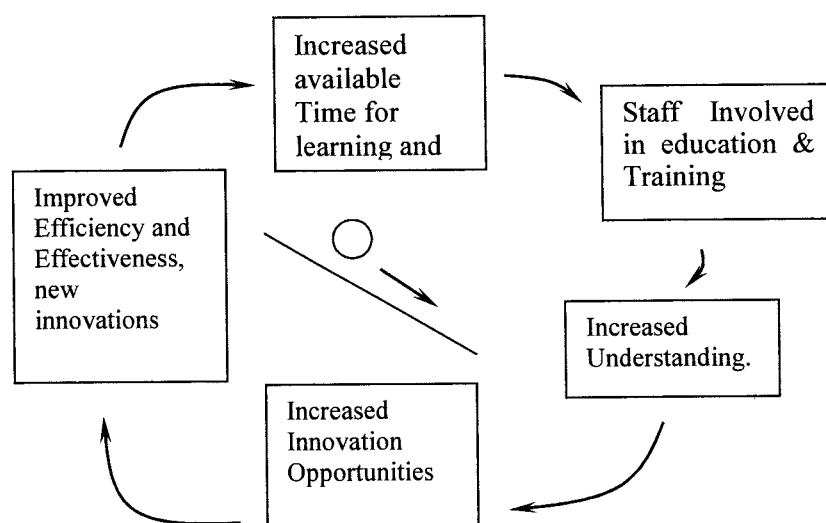 Increased
available
Time for
learning and
Staff Involved
in education &
Training
Increased
Understanding.
Increased
Innovation
Opportunities
Improved
Efficiency and
Effectiveness,
new
innovations